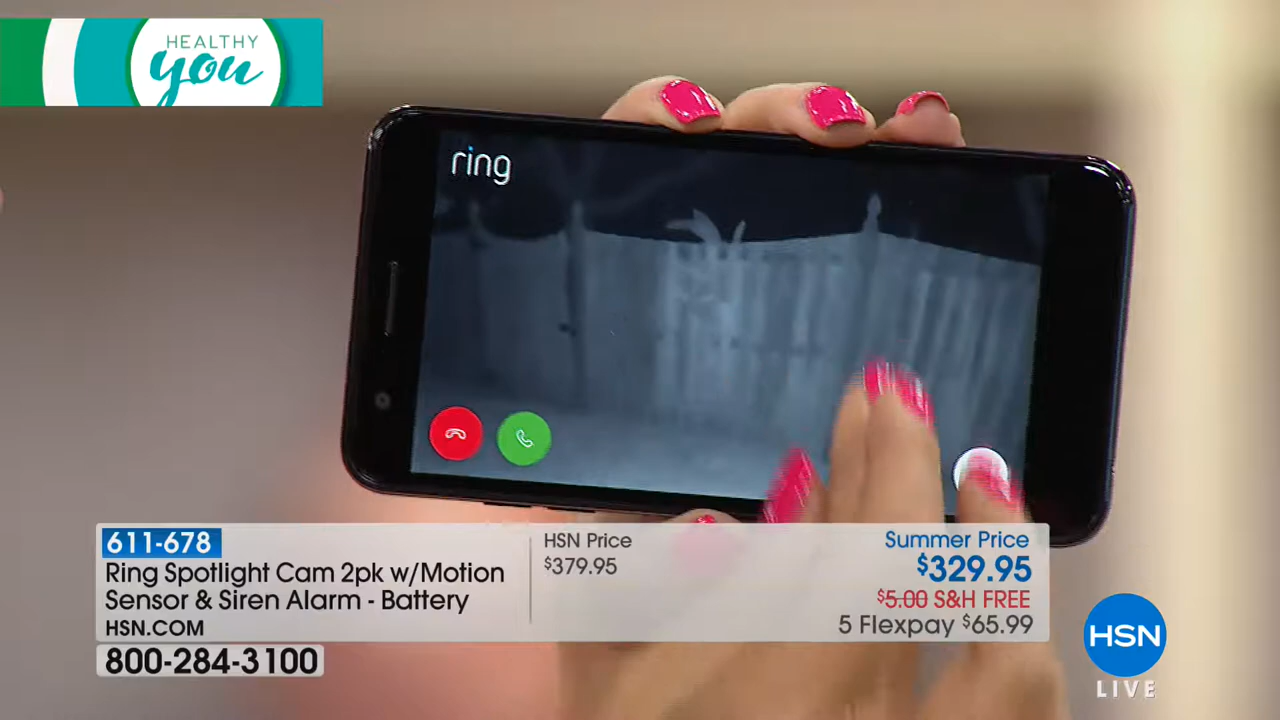 HEALTHY
you
ring
611-678
Ring Spotlight Cam 2pk w/Motion
Sensor & Siren Alarm - Battery
HSN.COM
800-284-3100
HSN Price
$379.95
Summer Price
$329.95
$5.00 S&H FREE
5 Flexpay $65.99
HSN
LIVE